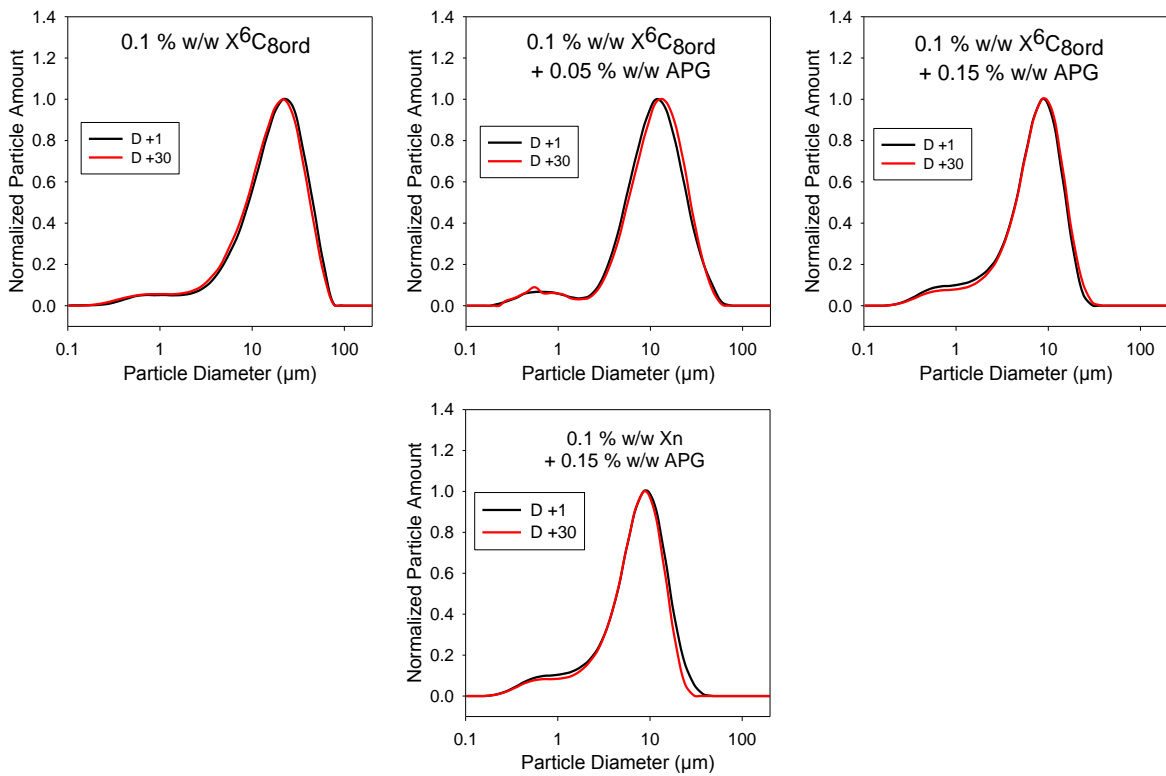 0.1 % w/w X⁶C₈ord
D +1
D +30
Normalized Particle Amount
1.4
1.2
1.0
0.8
0.6
0.4
0.2
0.0
0.1
1
10
100
Particle Diameter (µm)
0.1 % w/w X⁶C₈ord
+ 0.05 % w/w APG
D +1
D +30
Normalized Particle Amount
1.4
1.2
1.0
0.8
0.6
0.4
0.2
0.0
0.1
1
10
100
Particle Diameter (µm)
0.1 % w/w X⁶C₈ord
+ 0.15 % w/w APG
D +1
D +30
Normalized Particle Amount
1.4
1.2
1.0
0.8
0.6
0.4
0.2
0.0
0.1
1
10
100
Particle Diameter (µm)
0.1 % w/w Xn
+ 0.15 % w/w APG
D +1
D +30
Normalized Particle Amount
1.4
1.2
1.0
0.8
0.6
0.4
0.2
0.0
0.1
1
10
100
Particle Diameter (µm)